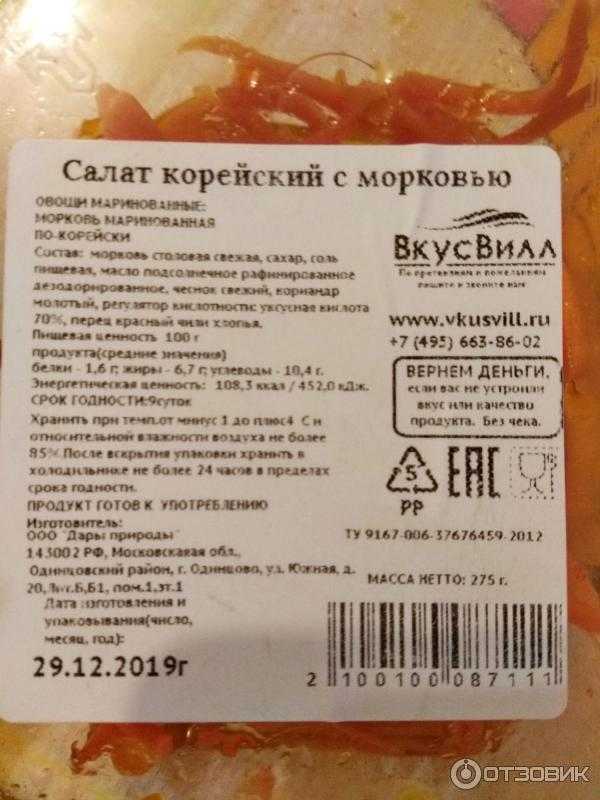 Салат корейский с морковью
ОВОЩИ МАРИНОВАННЫЕ:
МОРКОВЬ МАРИНОВАННАЯ
ПО-КОРЕЙСКИ
Состав: морковь столовая свежая, сахар, соль
пищевая, масло подсолнечное рафинированное
дезодорированное, чеснок свежий, кориандр
молотый, регулятор кислотности: уксусная кислота
70%, перец красный чили хлопья.
Пищевая ценность 100 г
продукта(средние значения)
белки - 1,6 г; жиры - 6,7 г; углеводы - 10,4 г.
Энергетическая ценность: 108,3 ккал / 452,0 кДж.
СРОК ГОДНОСТИ:9суток
Хранить при темп.от минус 1 до плюс4 С и
относительной влажности воздуха не более
85%.После вскрытия упаковки хранить в
холодильнике не более 24 часов в пределах
срока годности.
ПРОДУКТ ГОТОВ К УПОТРЕБЛЕНИЮ
Изготовитель:
ООО "Дары природы"
143002 РФ, Московская обл.,
Одинцовский район, г. Одинцово, ул. Южная, д.
20, Лит.Б,Б1, пом.1,эт.1
Дата изготовления и
упаковывания(число,
месяц, год):
29.12.2019г
ВкусВилл
По претензиям и пожеланиям
пишите и звоните нам
www.vkusvill.ru
+7 (495) 663-86-02
ВЕРНЕМ ДЕНЬГИ,
если вас не устроили
вкус или качество
продукта. Без чека.
5
PP
EAC
ТУ 9167-006-37676459-2012
МАССА НЕТТО: 275 г.
2 100100 087111
ОТЗОВИК